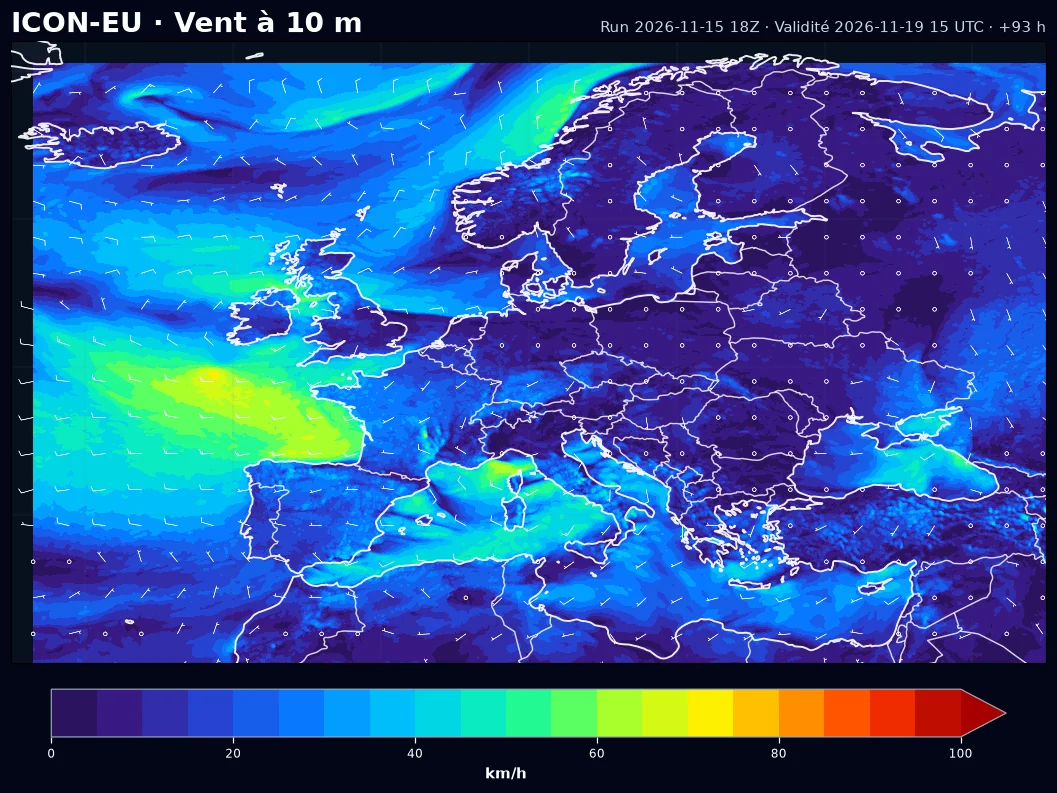 ICON-EU · Vent à 10 m
Run 2026-11-15 18Z · Validité 2026-11-19 15 UTC · +93 h
0 20 40 60 80 100
km/h